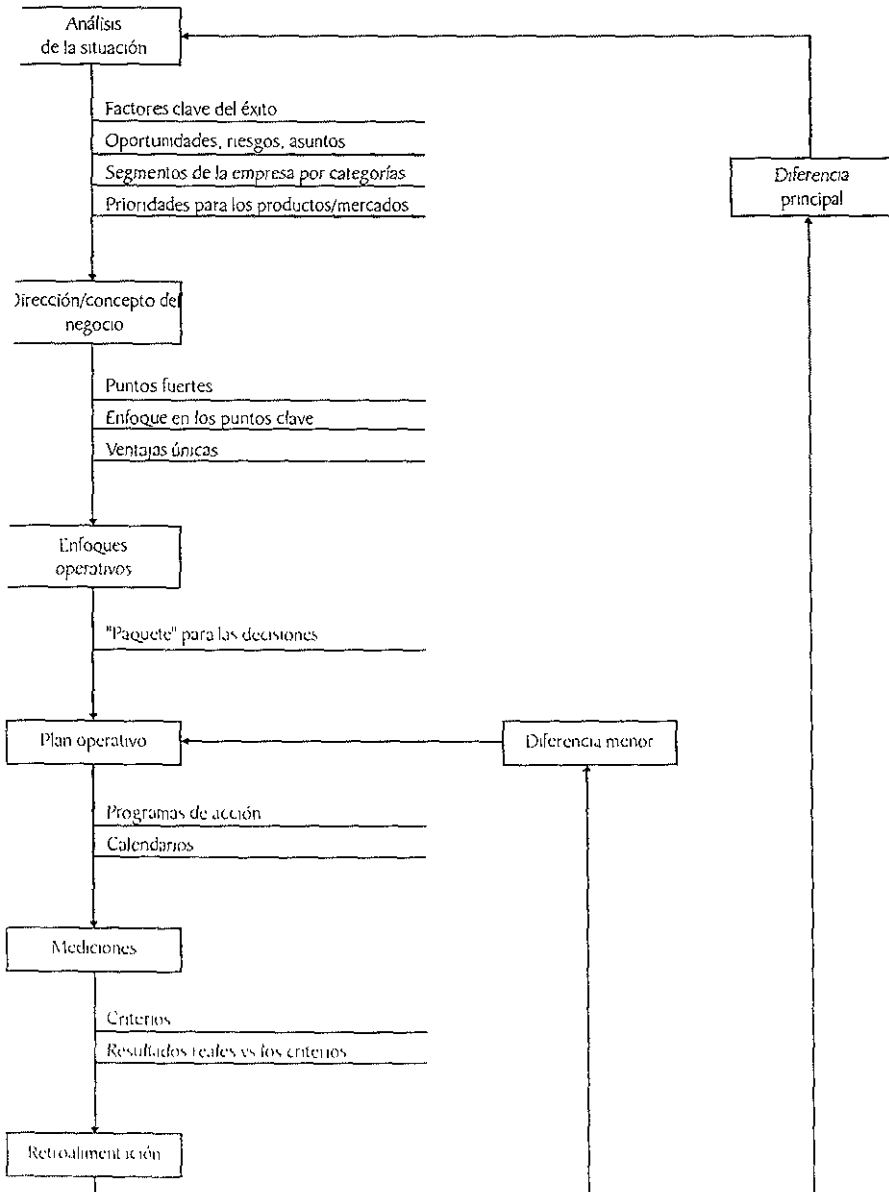 Análisis
de la situación
Factores clave del éxito
Oportunidades, riesgos, asuntos
Segmentos de la empresa por categorías
Prioridades para los productos/mercados
Diferencia
principal
Dirección/concepto del
negocio
Puntos fuertes
Enfoque en los puntos clave
Ventajas únicas
Enfoques
operativos
"Paquete" para las decisiones
Plan operativo
Diferencia menor
Programas de acción
Calendarios
Mediciones
Criterios
Resultados reales vs los criterios
Retroalimentación